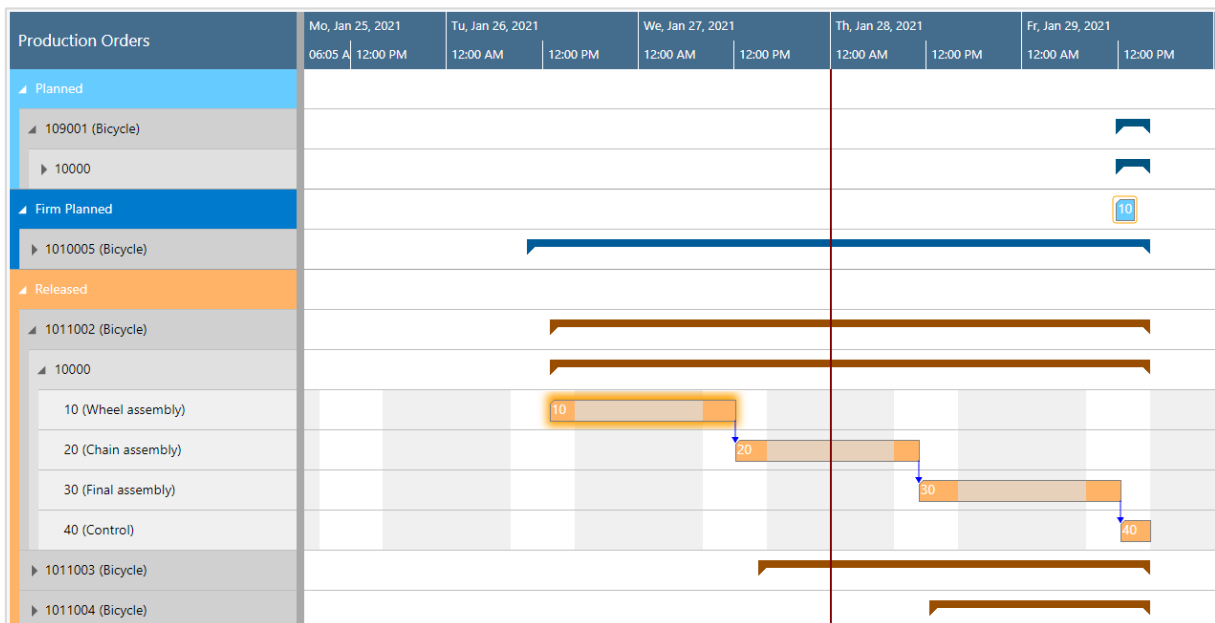 Production Orders
Mo, Jan 25, 2021 Tu, Jan 26, 2021 We, Jan 27, 2021 Th, Jan 28, 2021 Fr, Jan 29, 2021
06:05 A 12:00 PM 12:00 AM 12:00 PM 12:00 AM 12:00 PM 12:00 AM 12:00 PM 12:00 AM 12:00 PM
Planned
109001 (Bicycle)
10000
Firm Planned 10
1010005 (Bicycle)
Released
1011002 (Bicycle)
10000
10 (Wheel assembly) 10
20 (Chain assembly) 20
30 (Final assembly) 30
40 (Control) 40
1011003 (Bicycle)
1011004 (Bicycle)